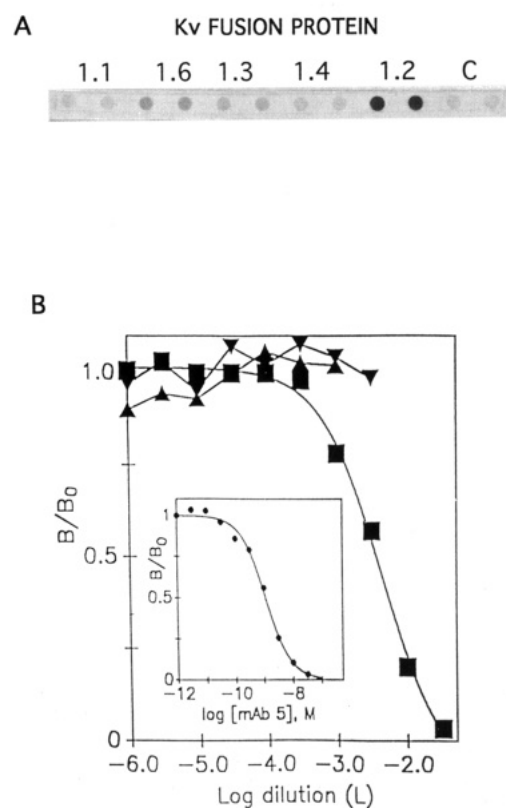 A
Kv FUSION PROTEIN
1.1 1.6 1.3 1.4 1.2 C
B
1.0
0.5
0
B/B₀
-6.0 -5.0 -4.0 -3.0 -2.0
Log dilution (L)
1
0.5
0
B/B₀
-12 -10 -8
log [mAb 5], M